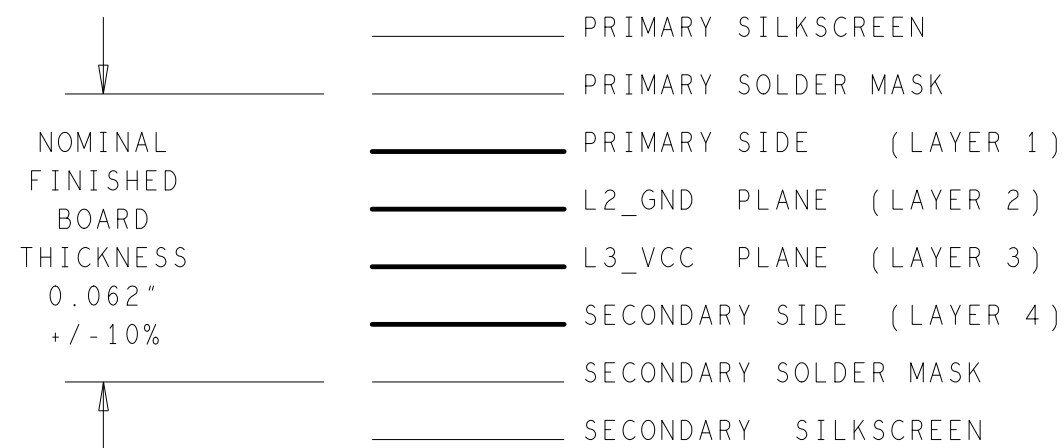 PRIMARY SILKSCREEN
PRIMARY SOLDER MASK
PRIMARY SIDE (LAYER 1)
L2_GND PLANE (LAYER 2)
L3_VCC PLANE (LAYER 3)
SECONDARY SIDE (LAYER 4)
SECONDARY SOLDER MASK
SECONDARY SILKSCREEN
NOMINAL
FINISHED
BOARD
THICKNESS
0.062"
+/-10%